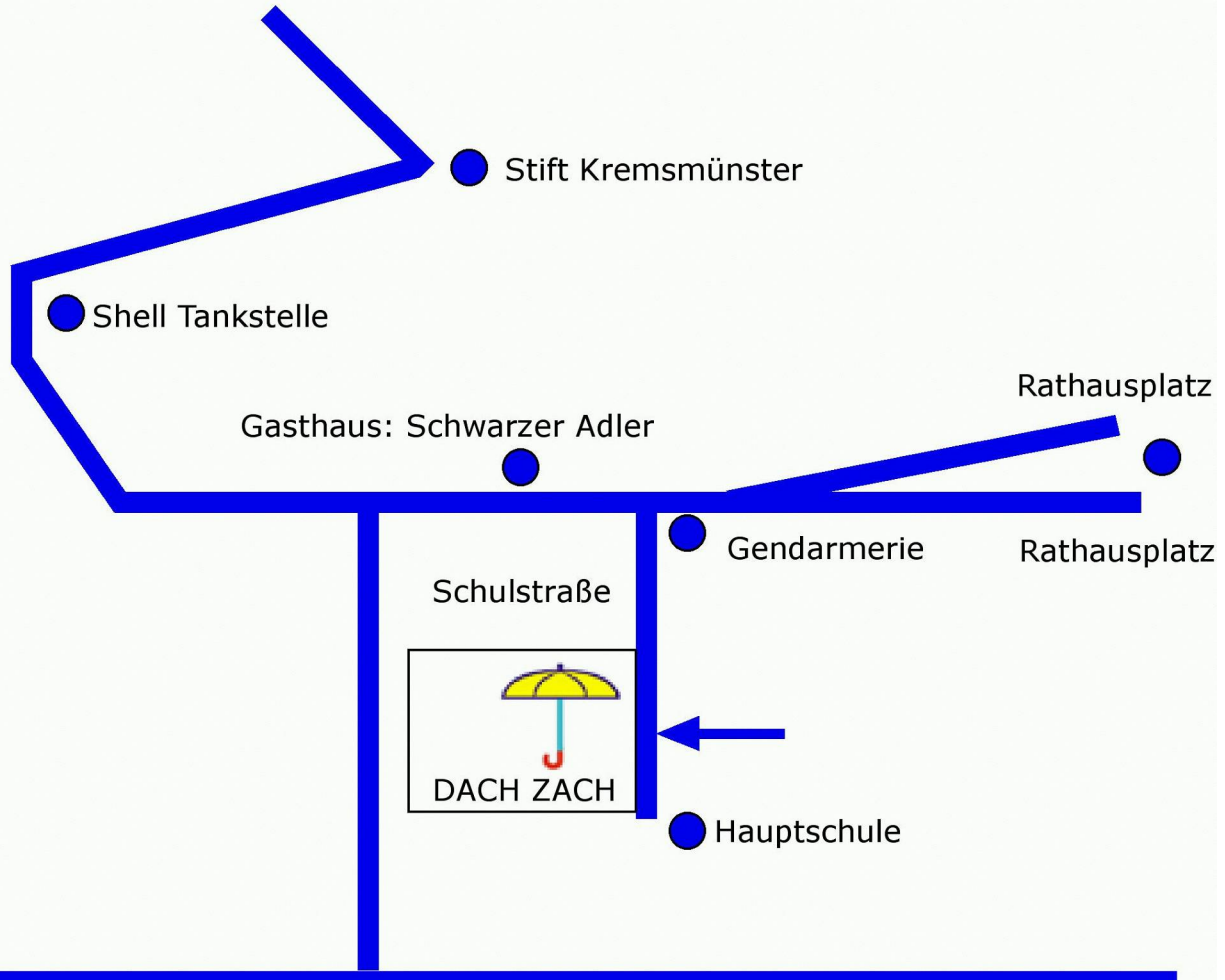 Stift Kremsmünster
Shell Tankstelle
Rathausplatz
Gasthaus: Schwarzer Adler
Gendarmerie
Rathausplatz
Schulstraße
DACH ZACH
Hauptschule